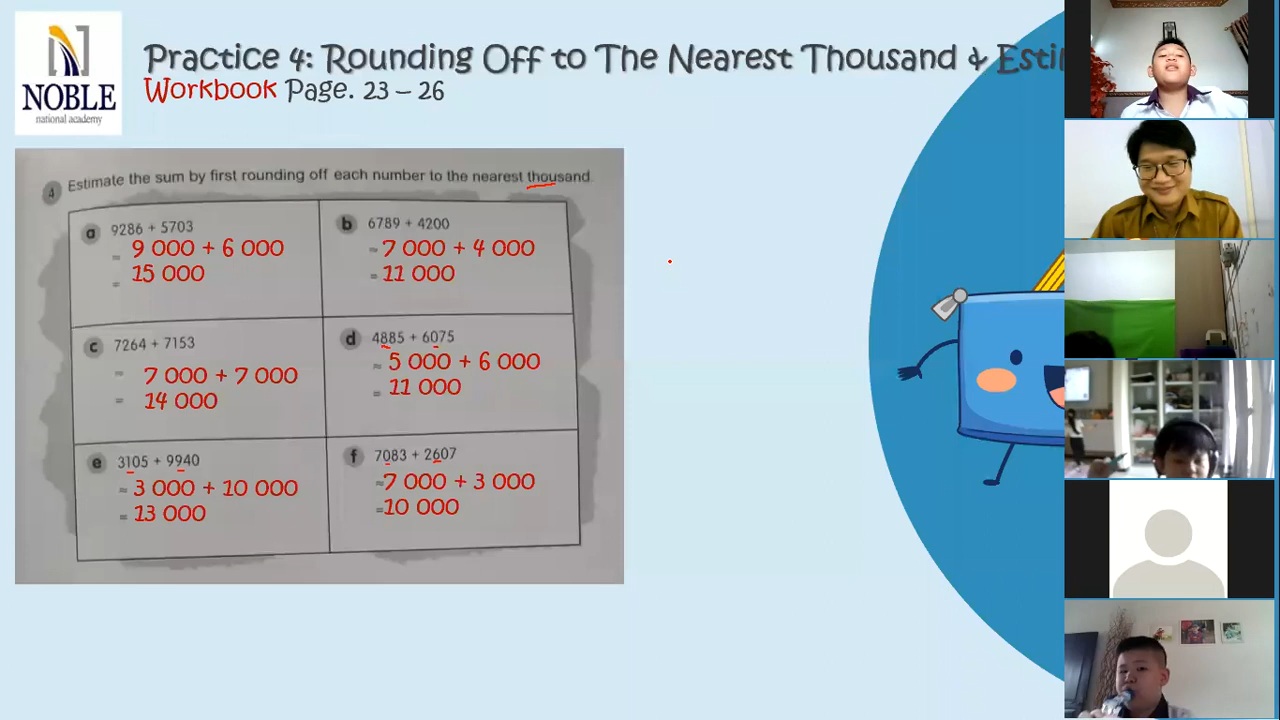 NOBLE
national academy
Practice 4: Rounding Off to The Nearest Thousand & Esti
Workbook Page. 23 – 26
4 Estimate the sum by first rounding off each number to the nearest thousand.
a 9286 + 5703
≈ 9 000 + 6 000
= 15 000
b 6789 + 4200
≈ 7 000 + 4 000
= 11 000
c 7264 + 7153
≈ 7 000 + 7 000
= 14 000
d 4885 + 6075
≈ 5 000 + 6 000
= 11 000
e 3105 + 9940
≈ 3 000 + 10 000
= 13 000
f 7083 + 2607
≈ 7 000 + 3 000
= 10 000